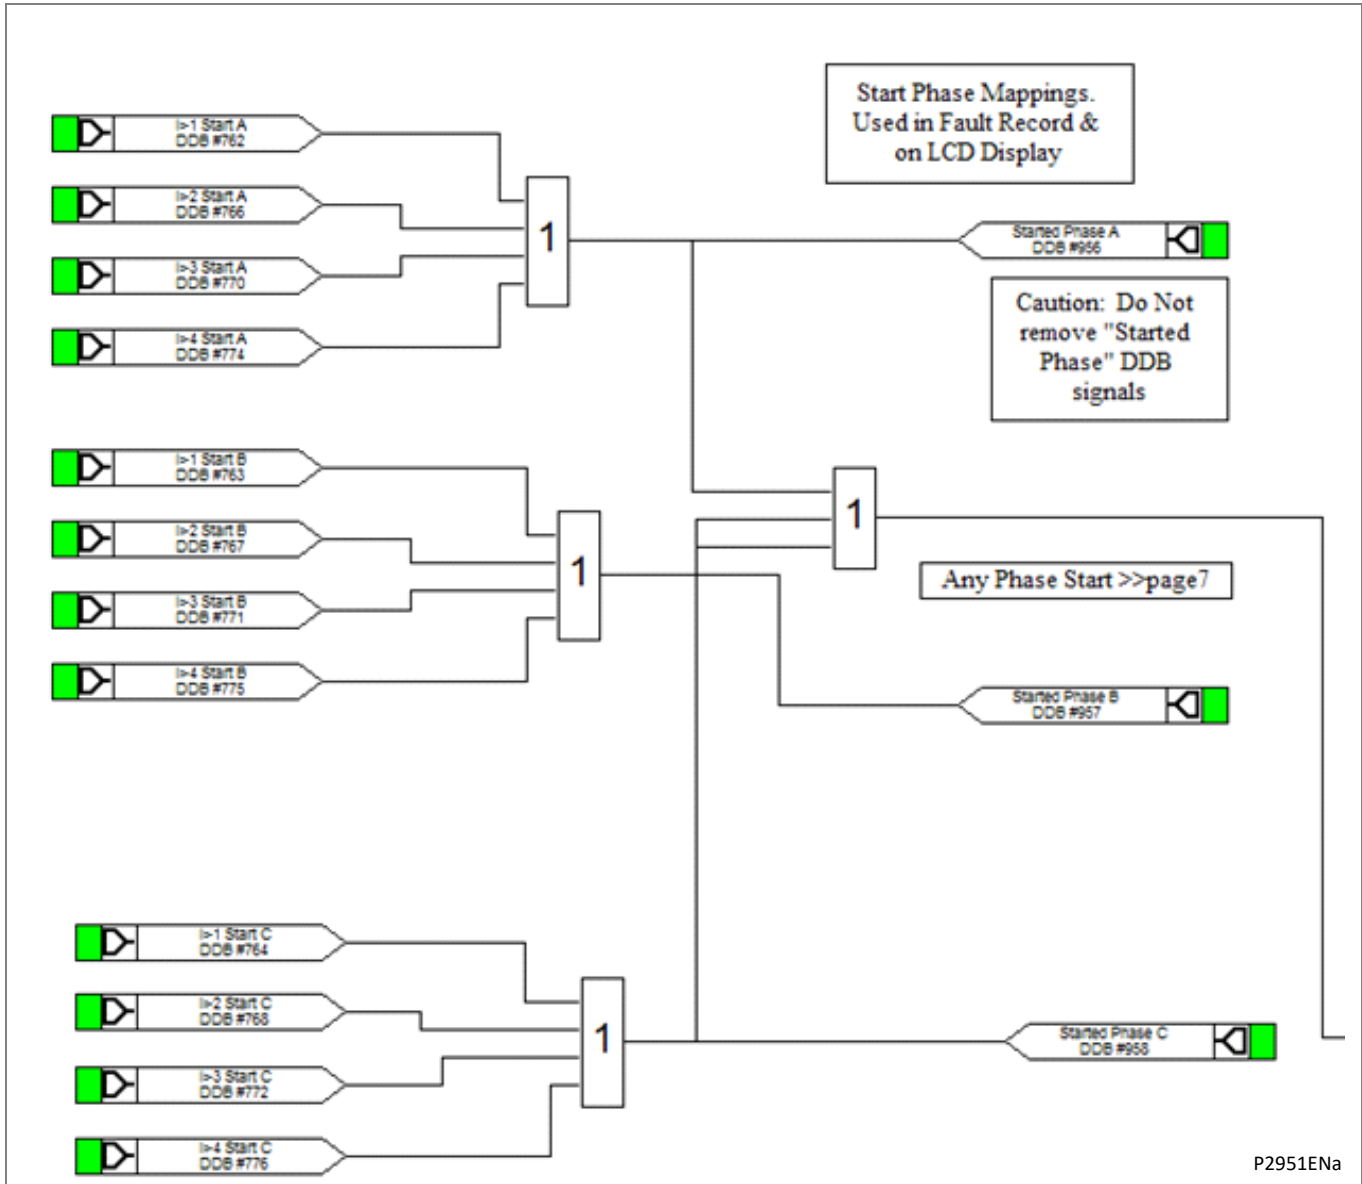 Start Phase Mappings.
Used in Fault Record &
on LCD Display
I>1 Start A
DDB #762
I>2 Start A
DDB #766
I>3 Start A
DDB #770
I>4 Start A
DDB #774
1
Started Phase A
DDB #956
Caution: Do Not
remove "Started
Phase" DDB
signals
I>1 Start B
DDB #763
I>2 Start B
DDB #767
I>3 Start B
DDB #771
I>4 Start B
DDB #775
1
1
Any Phase Start >>page7
Started Phase B
DDB #957
I>1 Start C
DDB #764
I>2 Start C
DDB #768
I>3 Start C
DDB #772
I>4 Start C
DDB #776
1
Started Phase C
DDB #958
P2951ENa